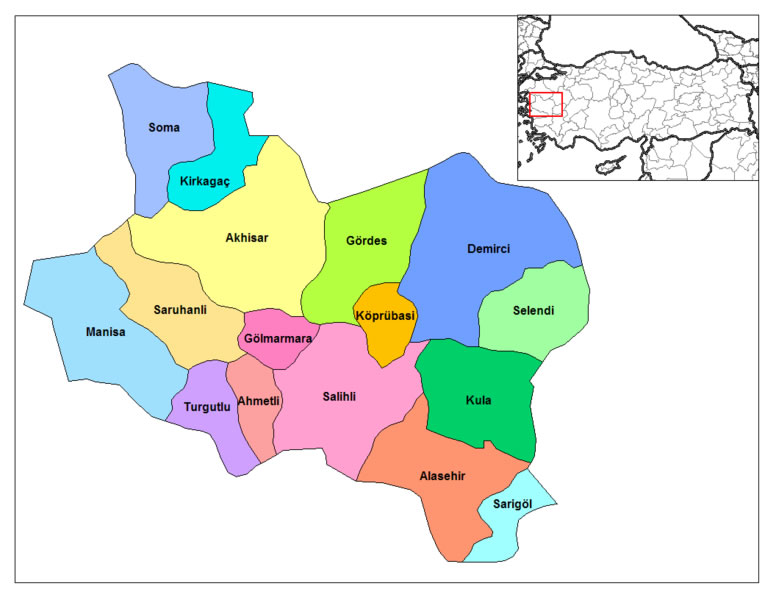 Soma
Kirkagaç
Akhisar
Gördes
Demirci
Saruhanli
Selendi
Köprübasi
Manisa
Gölmarmara
Salihli
Kula
Ahmetli
Turgutlu
Alasehir
Sarigöl